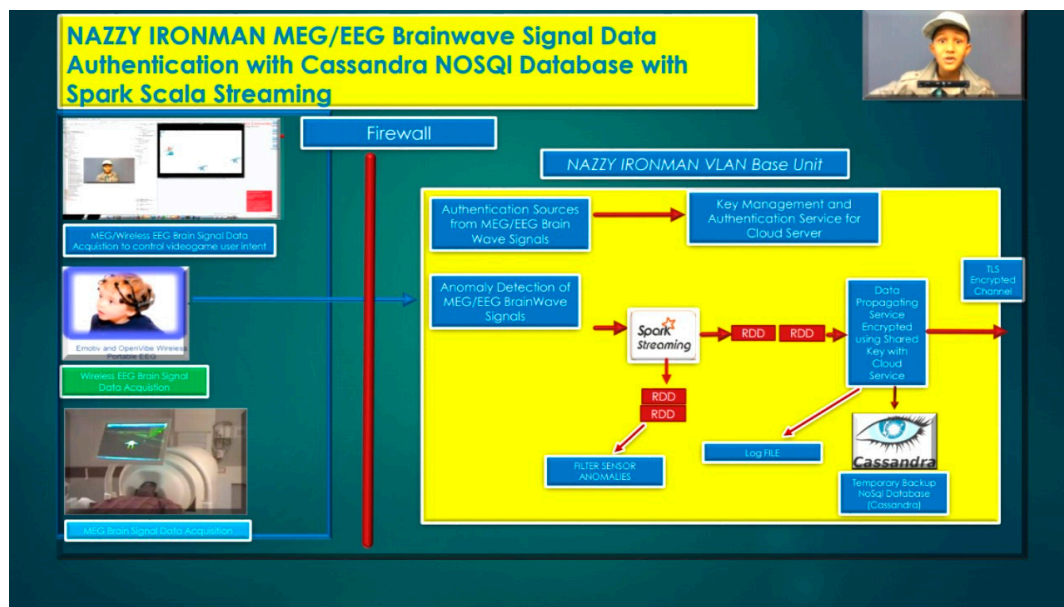 NAZZY IRONMAN MEG/EEG Brainwave Signal Data
Authentication with Cassandra NOSQl Database with
Spark Scala Streaming
Firewall
NAZZY IRONMAN VLAN Base Unit
MEG/Wireless EEG Brain Signal Data
Acquistion to control videogame user intent
Emotiv and OpenVibe Wireless
Portable EEG
Wireless EEG Brain Signal
Data Acquistion
MEG Brain Signal Data Acquisition
Authentication Sources
from MEG/EEG Brain
Wave Signals
Key Management and
Authentication Service for
Cloud Server
Anomaly Detection of
MEG/EEG BrainWave
Signals
Spark
Streaming
RDD
RDD
RDD
RDD
FILTER SENSOR
ANOMALIES
Data
Propagating
Service
Encrypted
using Shared
Key with
Cloud
Service
TLS
Encrypted
Channel
Log FILE
Cassandra
Temporary Backup
NoSql Database
(Cassandra)